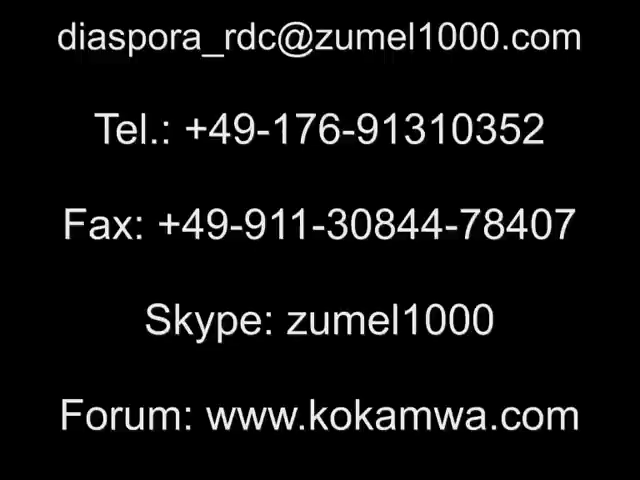 diaspora_rdc@zumel1000.com
Tel.: +49-176-91310352
Fax: +49-911-30844-78407
Skype: zumel1000
Forum: www.kokamwa.com